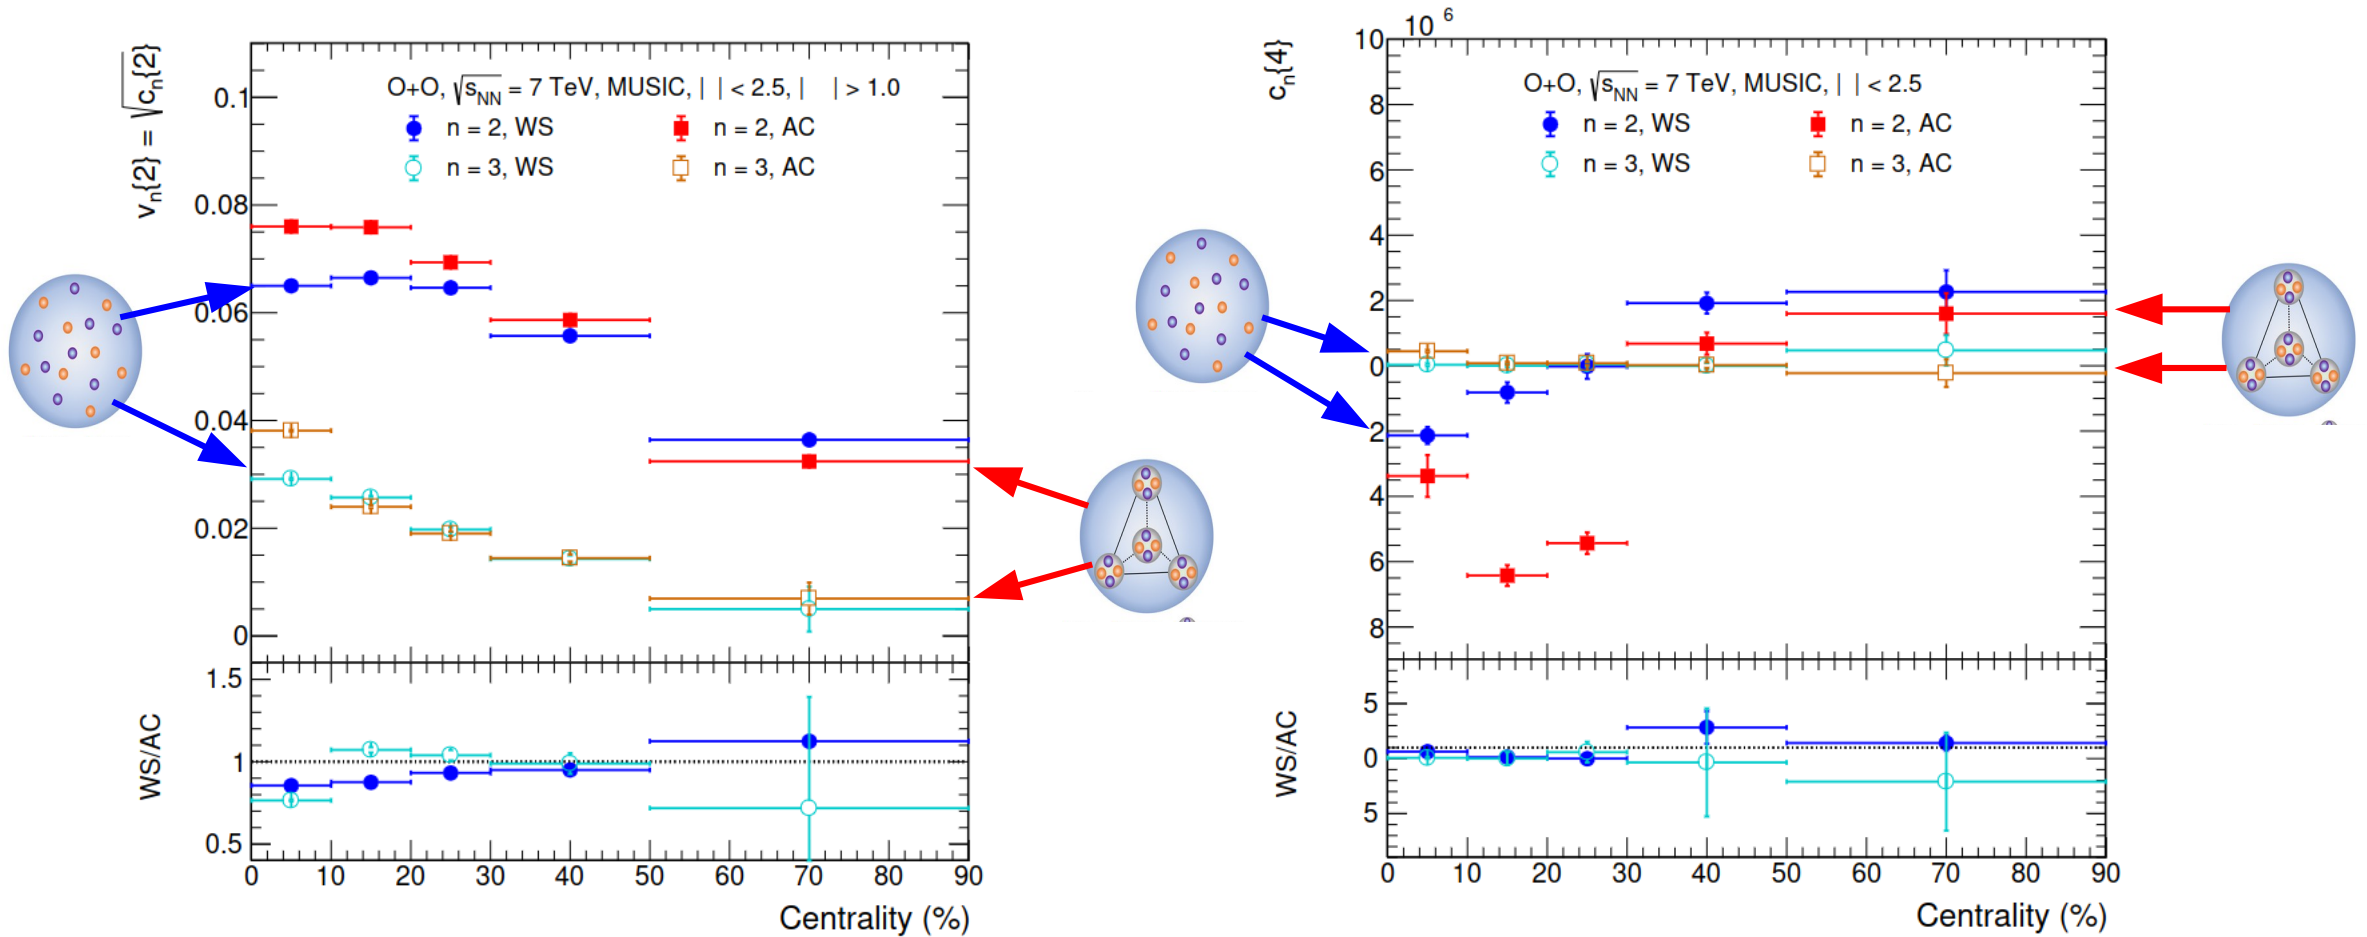 v_n{2} = √c_n{2}
O+O, √s_NN = 7 TeV, MUSIC, | | < 2.5, | | > 1.0
n = 2, WS
n = 2, AC
n = 3, WS
n = 3, AC
0.1
0.08
0.06
0.04
0.02
0
WS/AC
1.5
1
0.5
0 10 20 30 40 50 60 70 80 90
Centrality (%)
10 6
c_n{4}
O+O, √s_NN = 7 TeV, MUSIC, | | < 2.5
n = 2, WS
n = 2, AC
n = 3, WS
n = 3, AC
10
8
6
4
2
0
2
4
6
8
WS/AC
5
0
5
0 10 20 30 40 50 60 70 80 90
Centrality (%)